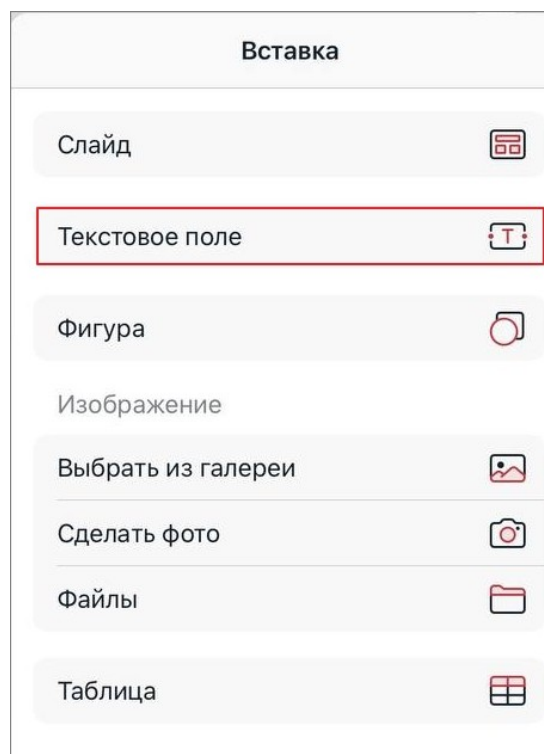 Вставка
Слайд
Текстовое поле
T
Фигура
Изображение
Выбрать из галереи
Сделать фото
Файлы
Таблица